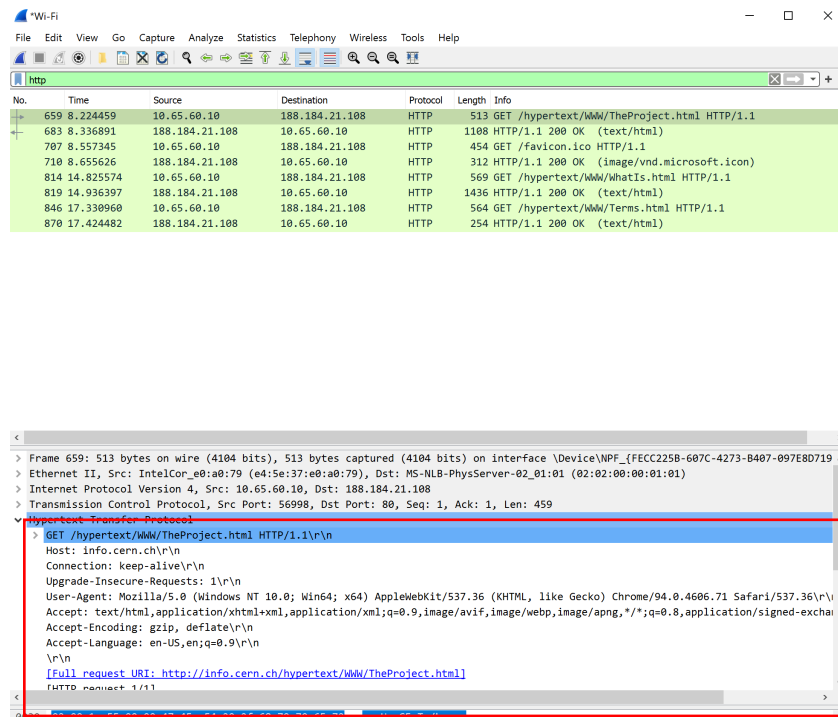 *Wi-Fi
File Edit View Go Capture Analyze Statistics Telephony Wireless Tools Help
http
No. Time Source Destination Protocol Length Info
659 8.224459 10.65.60.10 188.184.21.108 HTTP 513 GET /hypertext/WWW/TheProject.html HTTP/1.1
683 8.336891 188.184.21.108 10.65.60.10 HTTP 1108 HTTP/1.1 200 OK (text/html)
707 8.557345 10.65.60.10 188.184.21.108 HTTP 454 GET /favicon.ico HTTP/1.1
710 8.655626 188.184.21.108 10.65.60.10 HTTP 312 HTTP/1.1 200 OK (image/vnd.microsoft.icon)
814 14.825574 10.65.60.10 188.184.21.108 HTTP 569 GET /hypertext/WWW/WhatIs.html HTTP/1.1
819 14.936397 188.184.21.108 10.65.60.10 HTTP 1436 HTTP/1.1 200 OK (text/html)
846 17.330960 10.65.60.10 188.184.21.108 HTTP 564 GET /hypertext/WWW/Terms.html HTTP/1.1
870 17.424482 188.184.21.108 10.65.60.10 HTTP 254 HTTP/1.1 200 OK (text/html)
Frame 659: 513 bytes on wire (4104 bits), 513 bytes captured (4104 bits) on interface \Device\NPF_{FECC225B-607C-4273-B407-097E8D719
Ethernet II, Src: IntelCor_e0:a0:79 (e4:5e:37:e0:a0:79), Dst: MS-NLB-PhysServer-02_01:01 (02:02:00:00:01:01)
Internet Protocol Version 4, Src: 10.65.60.10, Dst: 188.184.21.108
Transmission Control Protocol, Src Port: 56998, Dst Port: 80, Seq: 1, Ack: 1, Len: 459
Hypertext Transfer Protocol
GET /hypertext/WWW/TheProject.html HTTP/1.1\r\n
Host: info.cern.ch\r\n
Connection: keep-alive\r\n
Upgrade-Insecure-Requests: 1\r\n
User-Agent: Mozilla/5.0 (Windows NT 10.0; Win64; x64) AppleWebKit/537.36 (KHTML, like Gecko) Chrome/94.0.4606.71 Safari/537.36\r\
Accept: text/html,application/xhtml+xml,application/xml;q=0.9,image/avif,image/webp,image/apng,*/*;q=0.8,application/signed-excha
Accept-Encoding: gzip, deflate\r\n
Accept-Language: en-US,en;q=0.9\r\n
\r\n
[Full request URI: http://info.cern.ch/hypertext/WWW/TheProject.html]
[HTTP request 1/1]